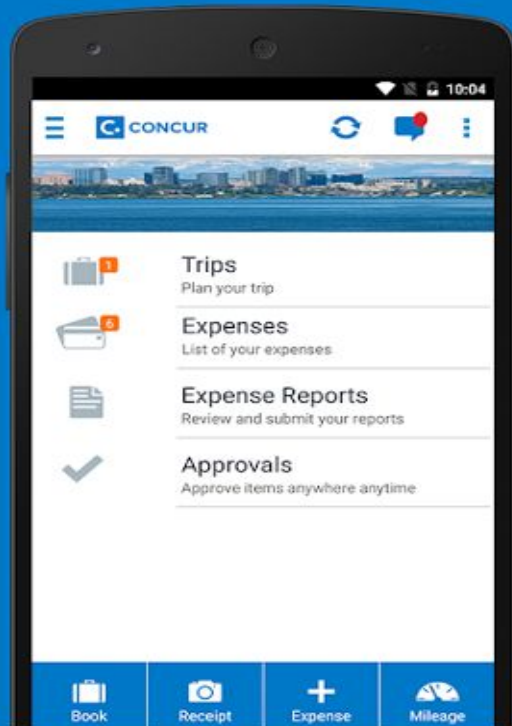 10:04
C. CONCUR
1
Trips
Plan your trip
6
Expenses
List of your expenses
Expense Reports
Review and submit your reports
Approvals
Approve items anywhere anytime
Book Receipt Expense Mileage